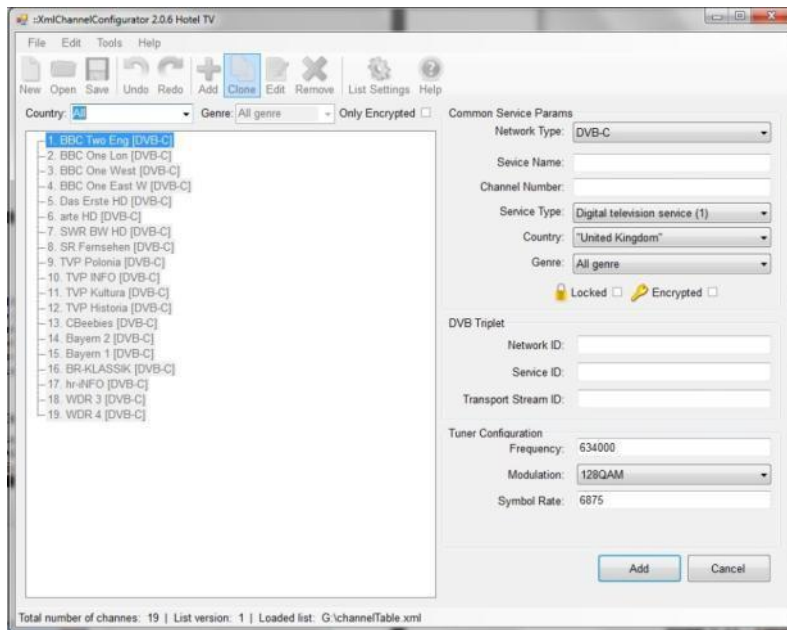 ::XmlChannelConfigurator 2.0.6 Hotel TV
File Edit Tools Help
New Open Save Undo Redo Add Clone Edit Remove List Settings Help
Country: All Genre: All genre Only Encrypted
1. BBC Two Eng [DVB-C]
2. BBC One Lon [DVB-C]
3. BBC One West [DVB-C]
4. BBC One East W [DVB-C]
5. Das Erste HD [DVB-C]
6. arte HD [DVB-C]
7. SWR BW HD [DVB-C]
8. SR Fernsehen [DVB-C]
9. TVP Polonia [DVB-C]
10. TVP INFO [DVB-C]
11. TVP Kultura [DVB-C]
12. TVP Historia [DVB-C]
13. CBeebies [DVB-C]
14. Bayern 2 [DVB-C]
15. Bayern 1 [DVB-C]
16. BR-KLASSIK [DVB-C]
17. hr-iNFO [DVB-C]
18. WDR 3 [DVB-C]
19. WDR 4 [DVB-C]
Common Service Params
Network Type: DVB-C
Sevice Name:
Channel Number:
Service Type: Digital television service (1)
Country: "United Kingdom"
Genre: All genre
Locked Encrypted
DVB Triplet
Network ID:
Service ID:
Transport Stream ID:
Tuner Configuration
Frequency: 634000
Modulation: 128QAM
Symbol Rate: 6875
Add Cancel
Total number of channes: 19 | List version: 1 | Loaded list: G:\channelTable.xml